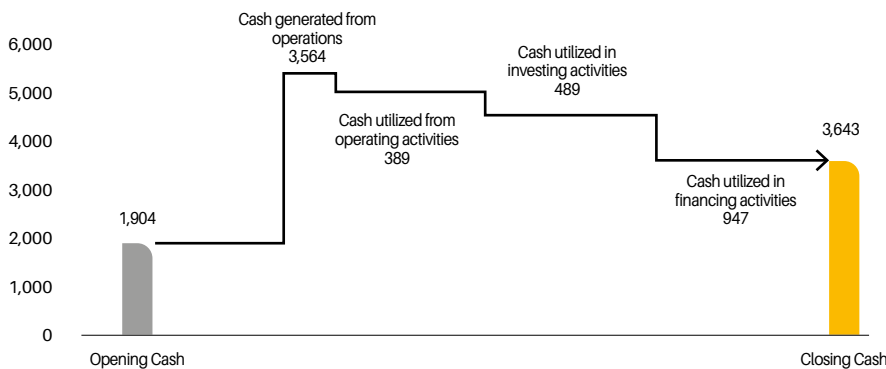 Cash generated from
operations
3,564
6,000
Cash utilized in
investing activities
489
5,000
Cash utilized from
operating activities
389
4,000
3,643
3,000
Cash utilized in
financing activities
947
1,904
2,000
1,000
0
Opening Cash
Closing Cash